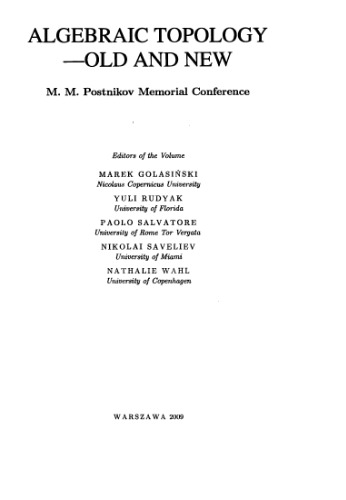 ALGEBRAIC TOPOLOGY
—OLD AND NEW
M. M. Postnikov Memorial Conference
Editors of the Volume
MAREK GOLASIŃSKI
Nicolaus Copernicus University
YULI RUDYAK
University of Florida
PAOLO SALVATORE
University of Rome Tor Vergata
NIKOLAI SAVELIEV
University of Miami
NATHALIE WAHL
University of Copenhagen
WARSZAWA 2009